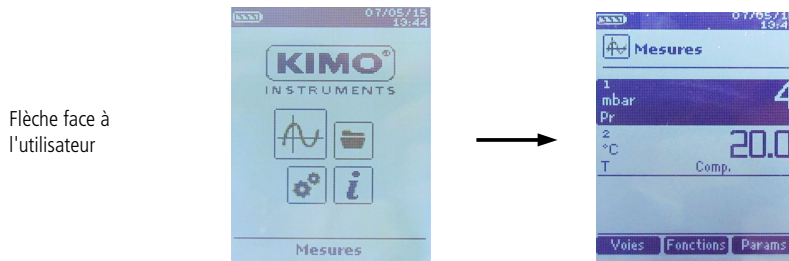 Flèche face à
l'utilisateur
07/05/15
13:44
KIMO®
INSTRUMENTS
i
Mesures
Mesures
1
mbar
Pr
4
2
°C
20.0
T
Comp.
Voies Fonctions Params